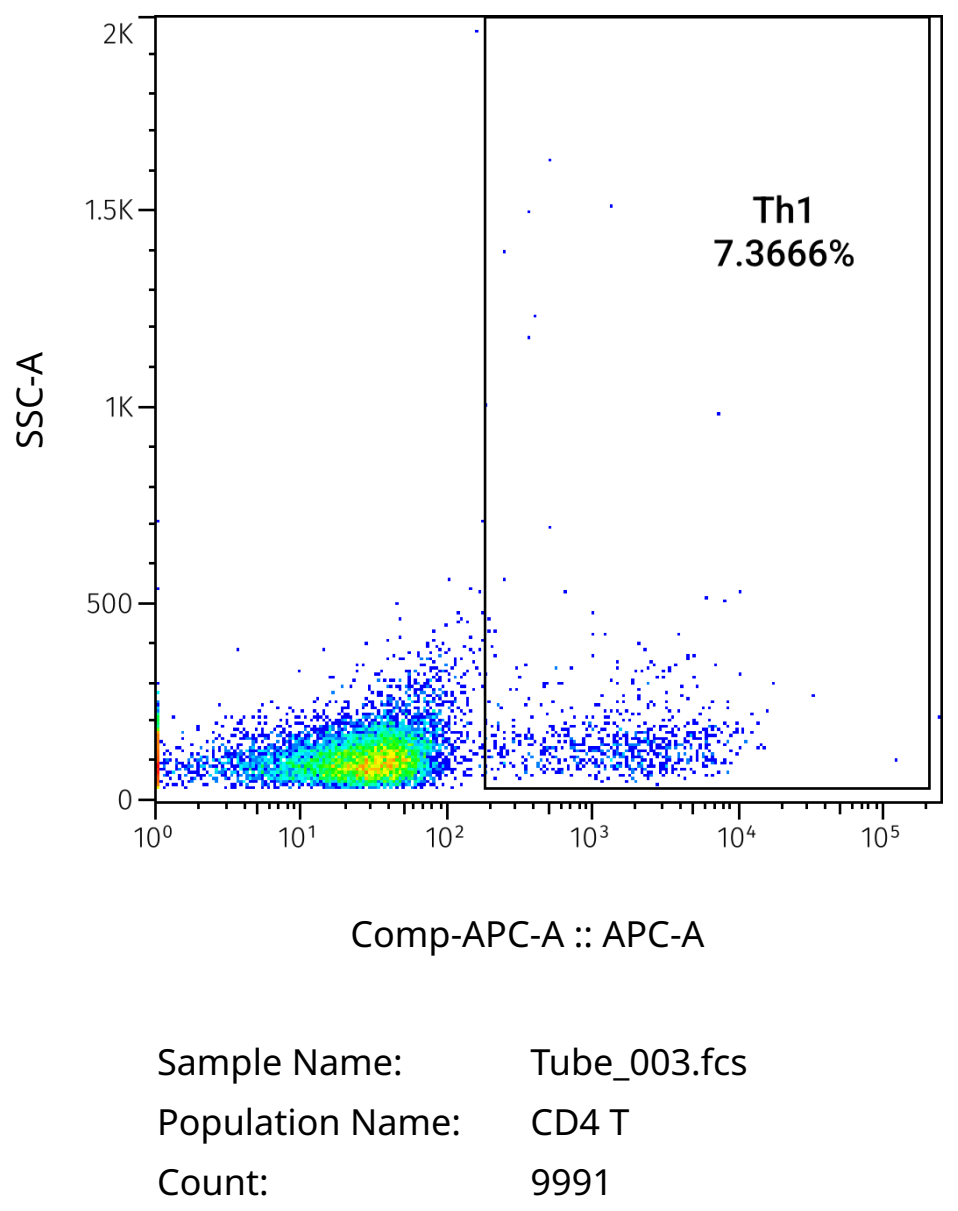 2K
1.5K
1K
500
0
SSC-A
Th1
7.3666%
10⁰ 10¹ 10² 10³ 10⁴ 10⁵
Comp-APC-A :: APC-A
Sample Name: Tube_003.fcs
Population Name: CD4 T
Count: 9991